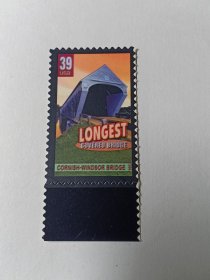 39
USA
LONGEST
COVERED BRIDGE
CORNISH-WINDSOR BRIDGE